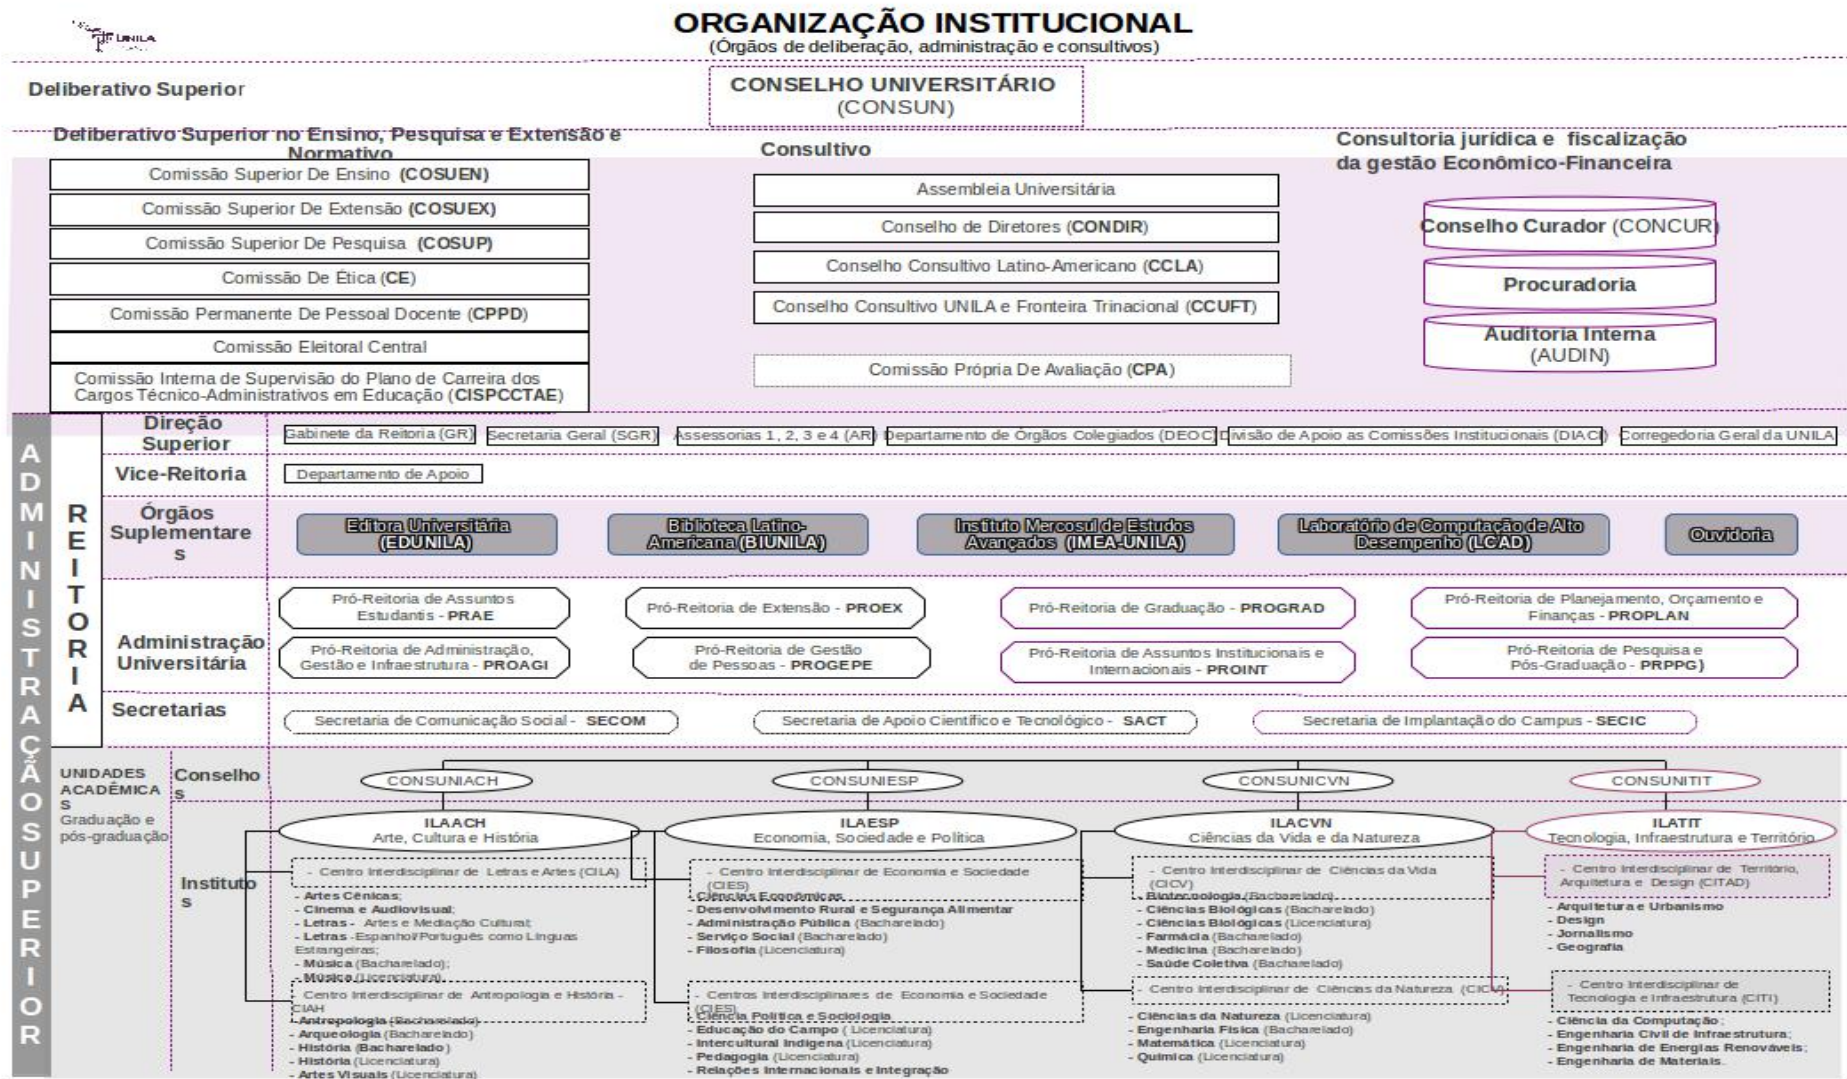 UNILA
ORGANIZAÇÃO INSTITUCIONAL
(Órgãos de deliberação, administração e consultivos)
Deliberativo Superior
CONSELHO UNIVERSITÁRIO
(CONSUN)
Deliberativo Superior no Ensino, Pesquisa e Extensão e
Normativo
Comissão Superior De Ensino (COSUEN)
Comissão Superior De Extensão (COSUEX)
Comissão Superior De Pesquisa (COSUP)
Comissão De Ética (CE)
Comissão Permanente De Pessoal Docente (CPPD)
Comissão Eleitoral Central
Comissão Interna de Supervisão do Plano de Carreira dos
Cargos Técnico-Administrativos em Educação (CISPCCTAE)
Consultivo
Assembleia Universitária
Conselho de Diretores (CONDIR)
Conselho Consultivo Latino-Americano (CCLA)
Conselho Consultivo UNILA e Fronteira Trinacional (CCUFT)
Comissão Própria De Avaliação (CPA)
Consultoria jurídica e fiscalização
da gestão Econômico-Financeira
Conselho Curador (CONCUR)
Procuradoria
Auditoria Interna
(AUDIN)
ADMINISTRAÇÃO SUPERIOR
REITORIA
Direção
Superior
Gabinete da Reitoria (GR)
Secretaria Geral (SGR)
Assessorias 1, 2, 3 e 4 (AR)
Departamento de Órgãos Colegiados (DEOC)
Divisão de Apoio as Comissões Institucionais (DIACI)
Corregedoria Geral da UNILA
Vice-Reitoria
Departamento de Apoio
Órgãos
Suplementare
s
Editora Universitária
(EDUNILA)
Biblioteca Latino-
Americana (BIUNILA)
Instituto Mercosul de Estudos
Avançados (IMEA-UNILA)
Laboratório de Computação de Alto
Desempenho (LCAD)
Ouvidoria
Administração
Universitária
Pró-Reitoria de Assuntos
Estudantis - PRAE
Pró-Reitoria de Extensão - PROEX
Pró-Reitoria de Graduação - PROGRAD
Pró-Reitoria de Planejamento, Orçamento e
Finanças - PROPLAN
Pró-Reitoria de Administração,
Gestão e Infraestrutura - PROAGI
Pró-Reitoria de Gestão
de Pessoas - PROGEPE
Pró-Reitoria de Assuntos Institucionais e
Internacionais - PROINT
Pró-Reitoria de Pesquisa e
Pós-Graduação - PRPPG)
Secretarias
Secretaria de Comunicação Social - SECOM
Secretaria de Apoio Científico e Tecnológico - SACT
Secretaria de Implantação do Campus - SECIC
UNIDADES
ACADÊMICA
S
Graduação e
pós-graduação
Conselho
s
CONSUNIACH
CONSUNIESP
CONSUNICVN
CONSUNITIT
Instituto
s
ILAACH
Arte, Cultura e História
- Centro Interdisciplinar de Letras e Artes (CILA)
- Artes Cênicas;
- Cinema e Audiovisual;
- Letras - Artes e Mediação Cultural;
- Letras -Espanhol/Português como Línguas
Estrangeiras;
- Música (Bacharelado);
- Música (Licenciatura)
- Centro Interdisciplinar de Antropologia e História -
CIAH
- Antropologia (Bacharelado)
- Arqueologia (Bacharelado)
- História (Bacharelado)
- História (Licenciatura)
- Artes Visuais (Licenciatura)
ILAESP
Economia, Sociedade e Política
- Centro Interdisciplinar de Economia e Sociedade
(CIES)
- Ciências Econômicas
- Desenvolvimento Rural e Segurança Alimentar
- Administração Pública (Bacharelado)
- Serviço Social (Bacharelado)
- Filosofia (Licenciatura)
- Centros Interdisciplinares de Economia e Sociedade
(CIES)
- Ciência Política e Sociologia
- Educação do Campo ( Licenciatura)
- Intercultural Indígena (Licenciatura)
- Pedagogia (Licenciatura)
- Relações Internacionais e Integração
ILACVN
Ciências da Vida e da Natureza
- Centro Interdisciplinar de Ciências da Vida
(CICV)
- Biotecnologia (Bacharelado)
- Ciências Biológicas (Bacharelado)
- Ciências Biológicas (Licenciatura)
- Farmácia (Bacharelado)
- Medicina (Bacharelado)
- Saúde Coletiva (Bacharelado)
- Centro Interdisciplinar de Ciências da Natureza (CICV)
- Ciências da Natureza (Licenciatura)
- Engenharia Física (Bacharelado)
- Matemática (Licenciatura)
- Química (Licenciatura)
ILATIT
Tecnologia, Infraestrutura e Território
- Centro Interdisciplinar de Território,
Arquitetura e Design (CITAD)
- Arquitetura e Urbanismo
- Design
- Jornalismo
- Geografia
- Centro Interdisciplinar de
Tecnologia e Infraestrutura (CITI)
- Ciência da Computação ;
- Engenharia Civil de Infraestrutura;
- Engenharia de Energias Renováveis;
- Engenharia de Materiais.